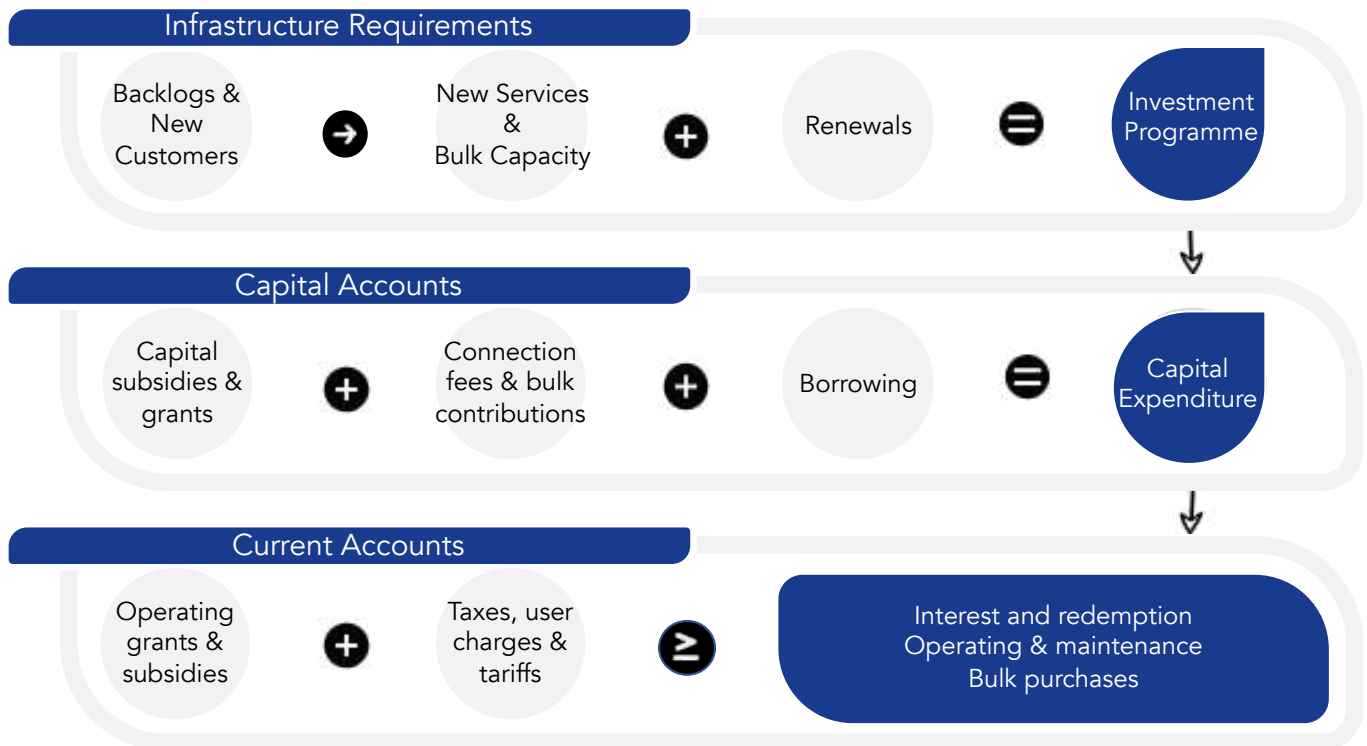 Infrastructure Requirements
Backlogs &
New
Customers
→
New Services
&
Bulk Capacity
+
Renewals
=
Investment
Programme
Capital Accounts
Capital
subsidies &
grants
+
Connection
fees & bulk
contributions
+
Borrowing
=
Capital
Expenditure
Current Accounts
Operating
grants &
subsidies
+
Taxes, user
charges &
tariffs
≥
Interest and redemption
Operating & maintenance
Bulk purchases